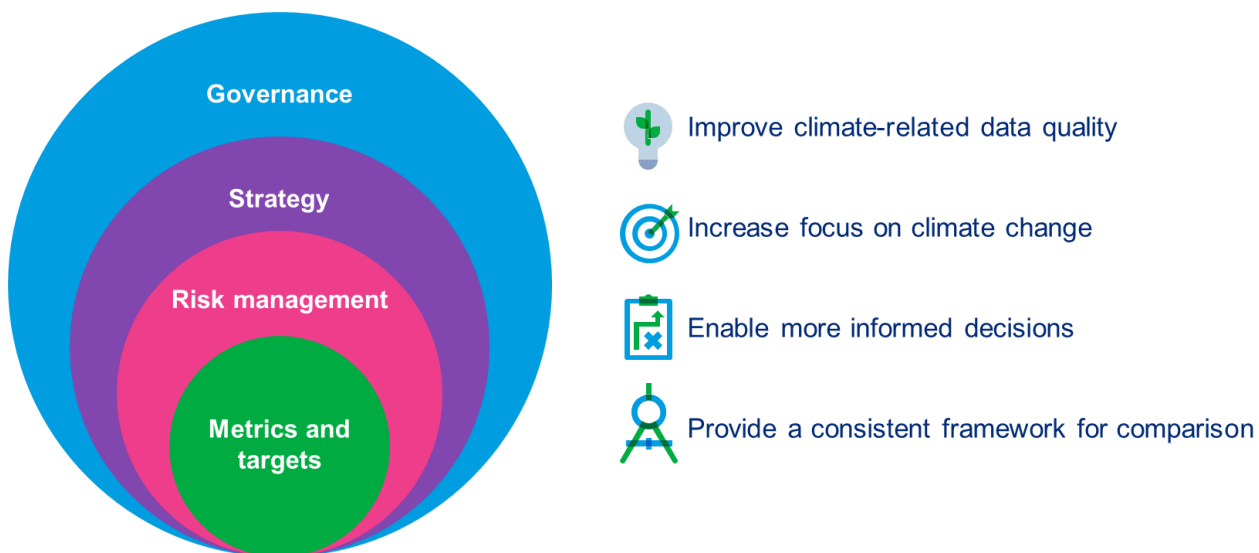 Governance
Strategy
Risk management
Metrics and
targets
Improve climate-related data quality
Increase focus on climate change
Enable more informed decisions
Provide a consistent framework for comparison